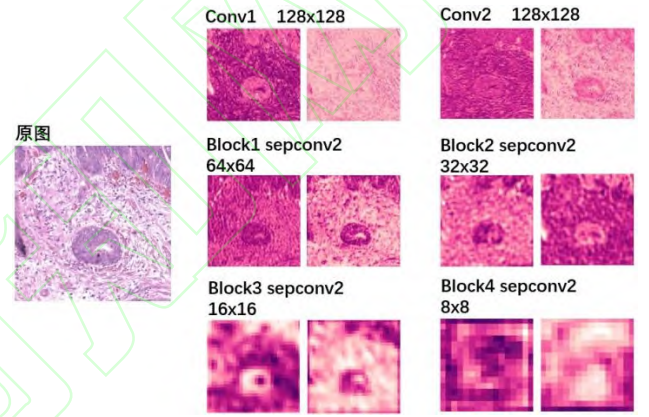 Conv1 128x128
Conv2 128x128
原图
Block1 sepconv2
64x64
Block2 sepconv2
32x32
Block3 sepconv2
16x16
Block4 sepconv2
8x8